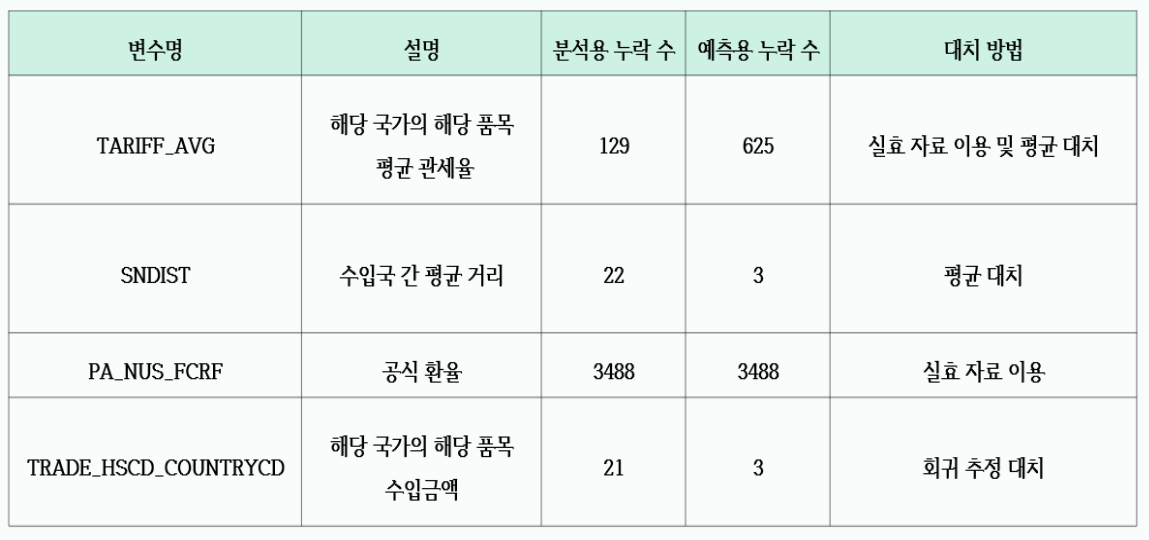 변수명 설명 분석용 누락 수 예측용 누락 수 대치 방법
해당 국가의 해당 품목
TARIFF_AVG 129 625 실효 자료 이용 및 평균 대치
평균 관세율
SNDIST 수입국 간 평균 거리 22 3 평균 대치
PA_NUS_FCRF 공식 환율 3488 3488 실효 자료 이용
해당 국가의 해당 품목
TRADE_HSCD_COUNTRYCD 21 3 회귀 추정 대치
수입금액